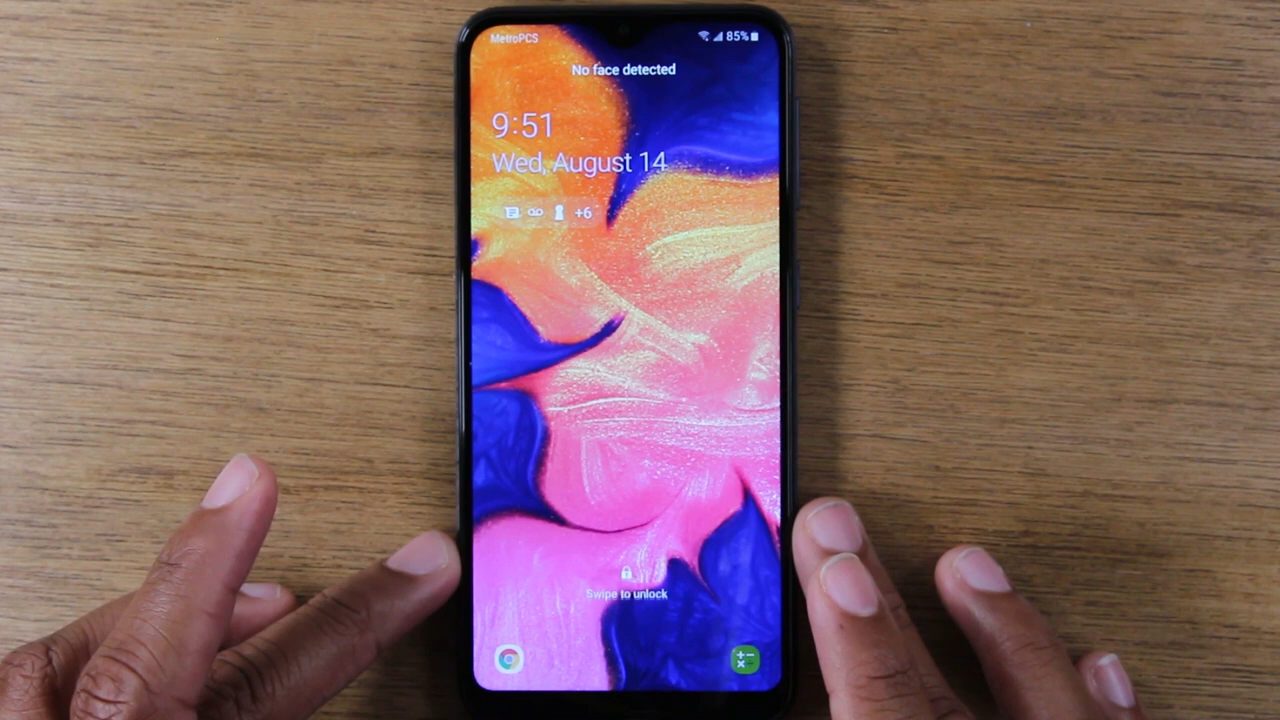 MetroPCS 85%
No face detected
9:51
Wed, August 14
+6
Swipe to unlock